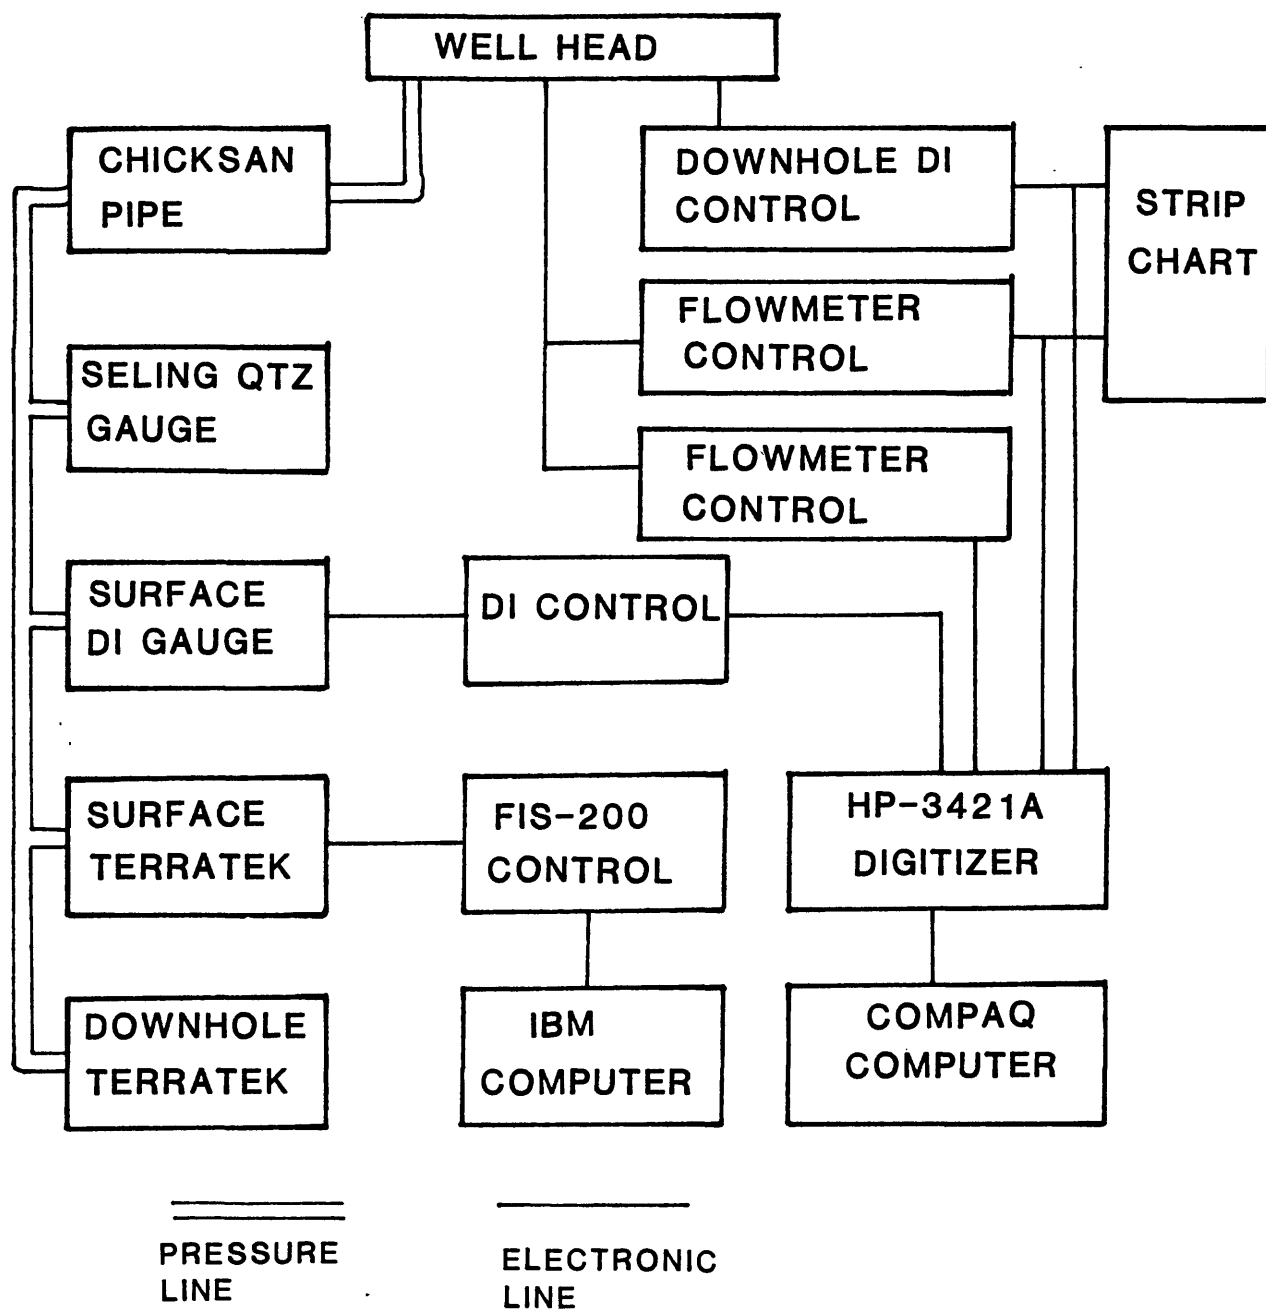 WELL HEAD
CHICKSAN
PIPE
DOWNHOLE DI
CONTROL
STRIP
CHART
FLOWMETER
CONTROL
SELING QTZ
GAUGE
FLOWMETER
CONTROL
SURFACE
DI GAUGE
DI CONTROL
SURFACE
TERRATEK
FIS-200
CONTROL
HP-3421A
DIGITIZER
DOWNHOLE
TERRATEK
IBM
COMPUTER
COMPAQ
COMPUTER
PRESSURE
LINE
ELECTRONIC
LINE